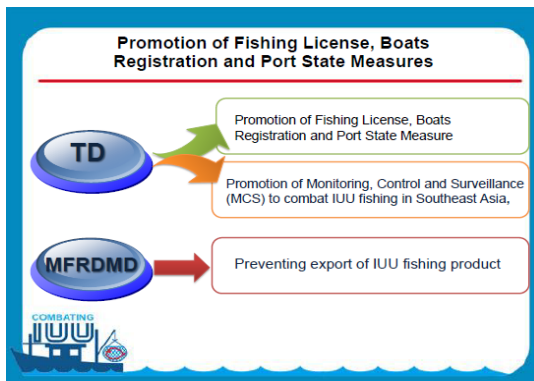 Promotion of Fishing License, Boats
Registration and Port State Measures
TD
Promotion of Fishing License, Boats
Registration and Port State Measure
Promotion of Monitoring, Control and Surveillance
(MCS) to combat IUU fishing in Southeast Asia,
MFRDMD
Preventing export of IUU fishing product
COMBATING
IUU